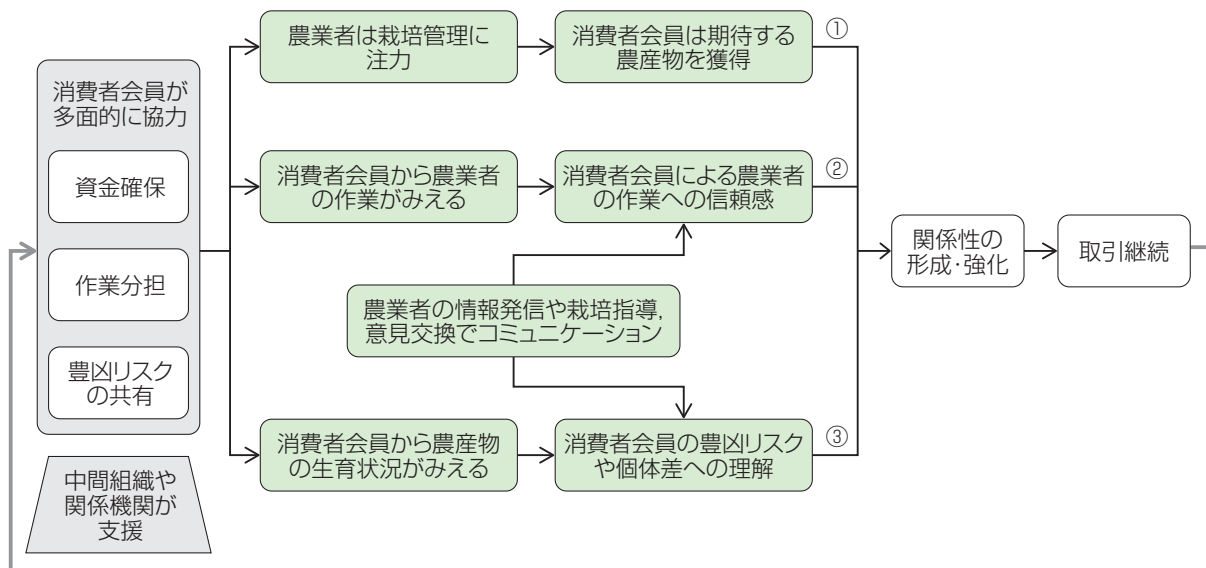 消費者会員が
多面的に協力
資金確保
作業分担
豊凶リスク
の共有
中間組織や
関係機関が
支援
農業者は栽培管理に
注力
消費者会員は期待する
農産物を獲得
①
消費者会員から農業者
の作業がみえる
消費者会員による農業者
の作業への信頼感
②
農業者の情報発信や栽培指導,
意見交換でコミュニケーション
消費者会員から農産物
の生育状況がみえる
消費者会員の豊凶リスク
や個体差への理解
③
関係性の
形成・強化
取引継続